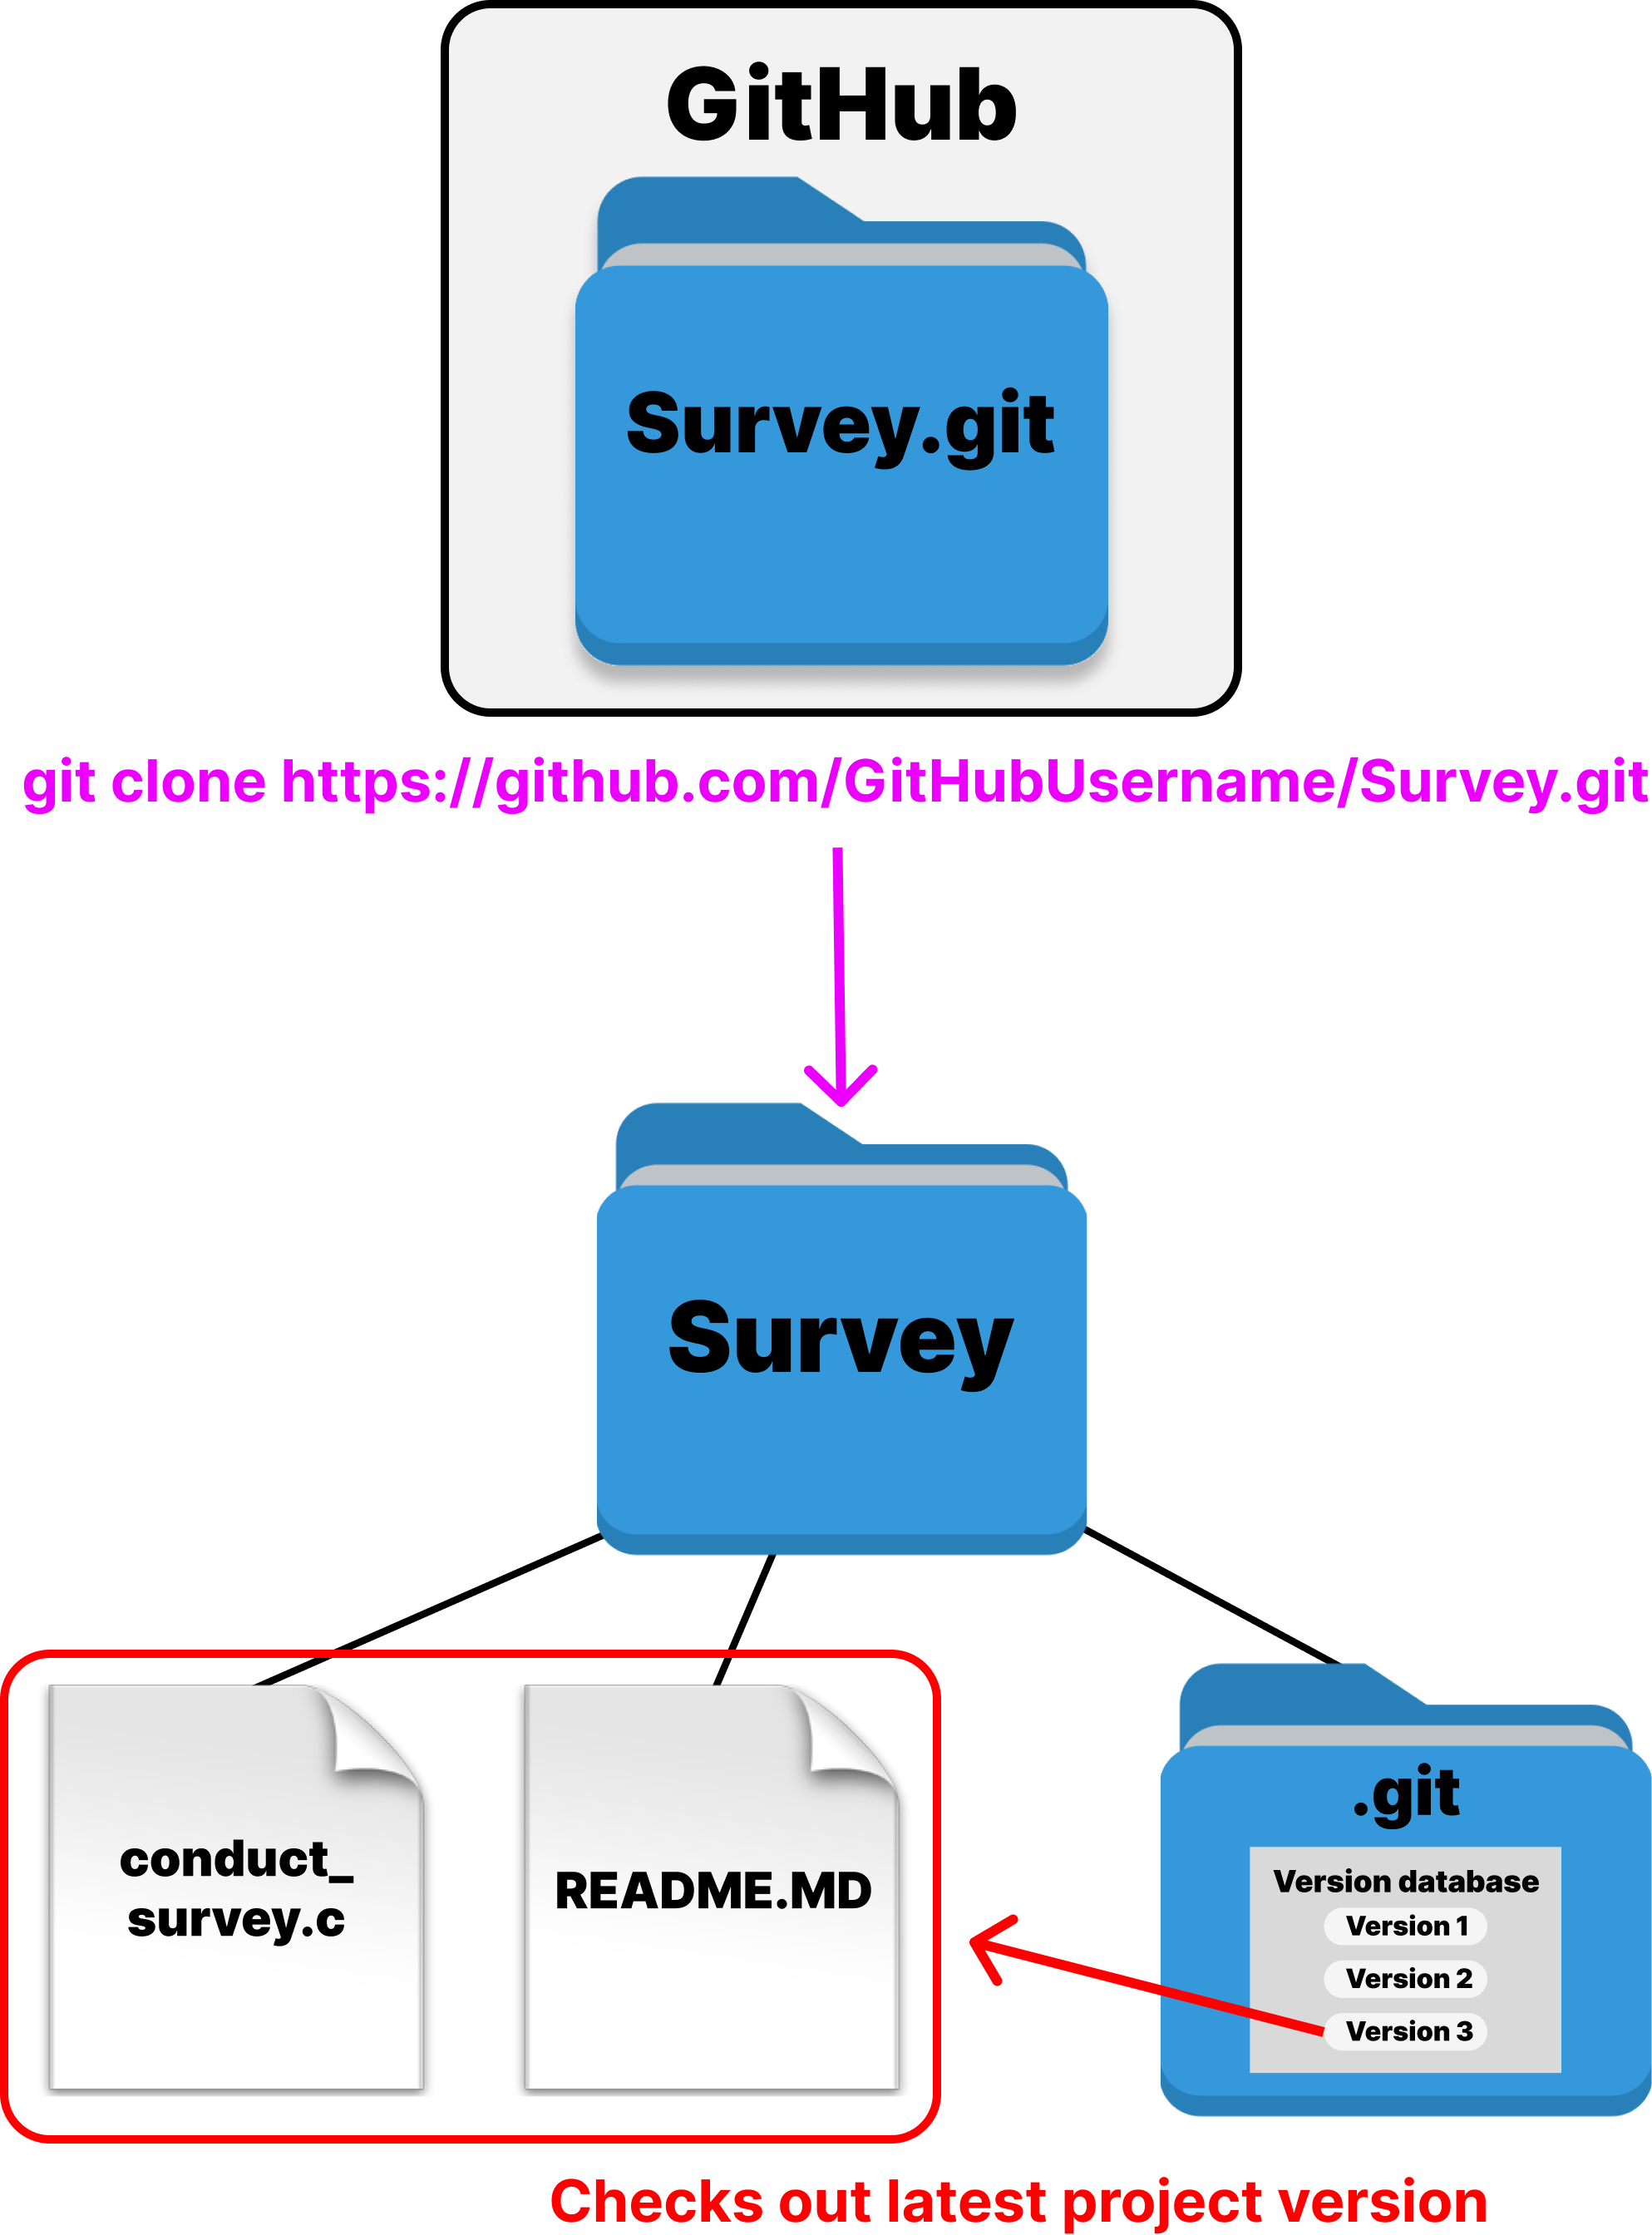 GitHub
Survey.git
git clone https://github.com/GitHubUsername/Survey.git
Survey
conduct_
survey.c
README.MD
.git
Version database
Version 1
Version 2
Version 3
Checks out latest project version